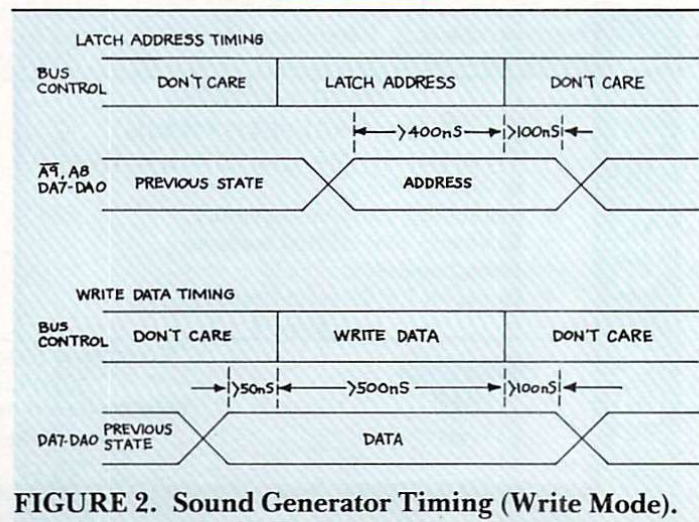 LATCH ADDRESS TIMING
BUS CONTROL
DON'T CARE
LATCH ADDRESS
DON'T CARE
>400nS
>100nS
A̅9̅, A8
DA7-DA0
PREVIOUS STATE
ADDRESS
WRITE DATA TIMING
BUS CONTROL
DON'T CARE
WRITE DATA
DON'T CARE
>50nS
>500nS
>100nS
DA7-DA0
PREVIOUS STATE
DATA
FIGURE 2. Sound Generator Timing (Write Mode).